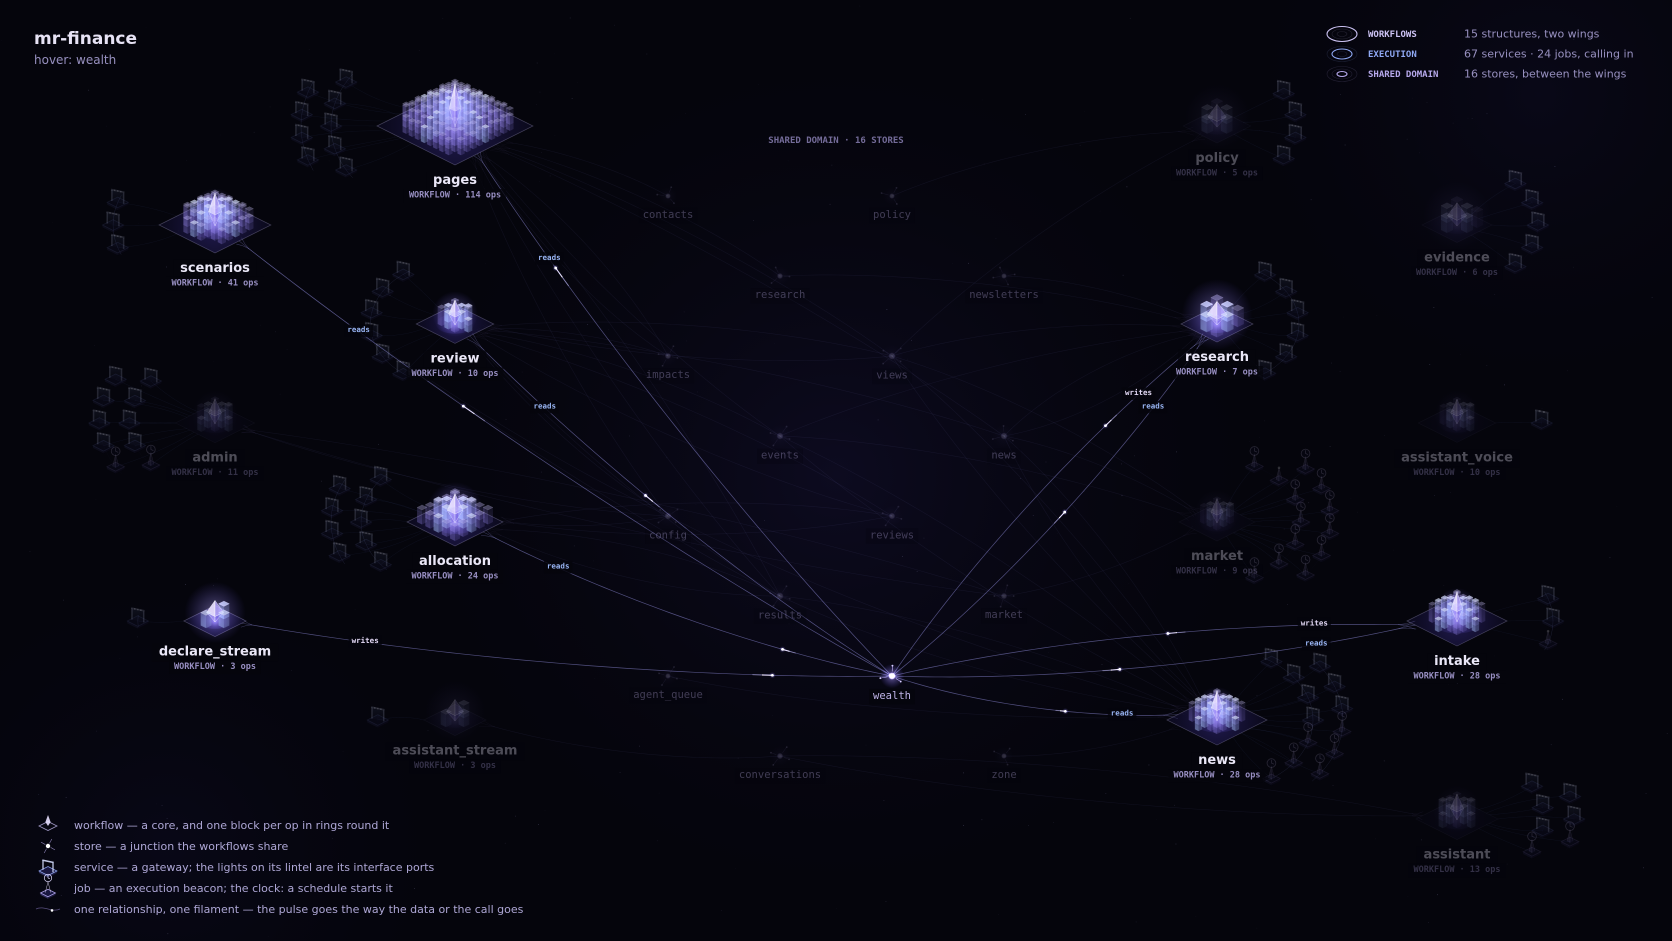 mr-finance
hover: wealth
WORKFLOWS 15 structures, two wings
EXECUTION 67 services · 24 jobs, calling in
SHARED DOMAIN 16 stores, between the wings
SHARED DOMAIN · 16 STORES
pages
WORKFLOW · 114 ops
policy
WORKFLOW · 5 ops
contacts
policy
scenarios
WORKFLOW · 41 ops
reads
evidence
WORKFLOW · 6 ops
research
newsletters
reads
review
WORKFLOW · 10 ops
impacts
views
research
WORKFLOW · 7 ops
writes
reads
reads
admin
WORKFLOW · 11 ops
events
news
assistant_voice
WORKFLOW · 10 ops
config
reviews
allocation
WORKFLOW · 24 ops
reads
market
WORKFLOW · 9 ops
results
market
declare_stream
WORKFLOW · 3 ops
writes
writes
reads
intake
WORKFLOW · 28 ops
agent_queue
wealth
reads
assistant_stream
WORKFLOW · 3 ops
conversations
zone
news
WORKFLOW · 28 ops
assistant
WORKFLOW · 13 ops
workflow — a core, and one block per op in rings round it
store — a junction the workflows share
service — a gateway; the lights on its lintel are its interface ports
job — an execution beacon; the clock: a schedule starts it
one relationship, one filament — the pulse goes the way the data or the call goes